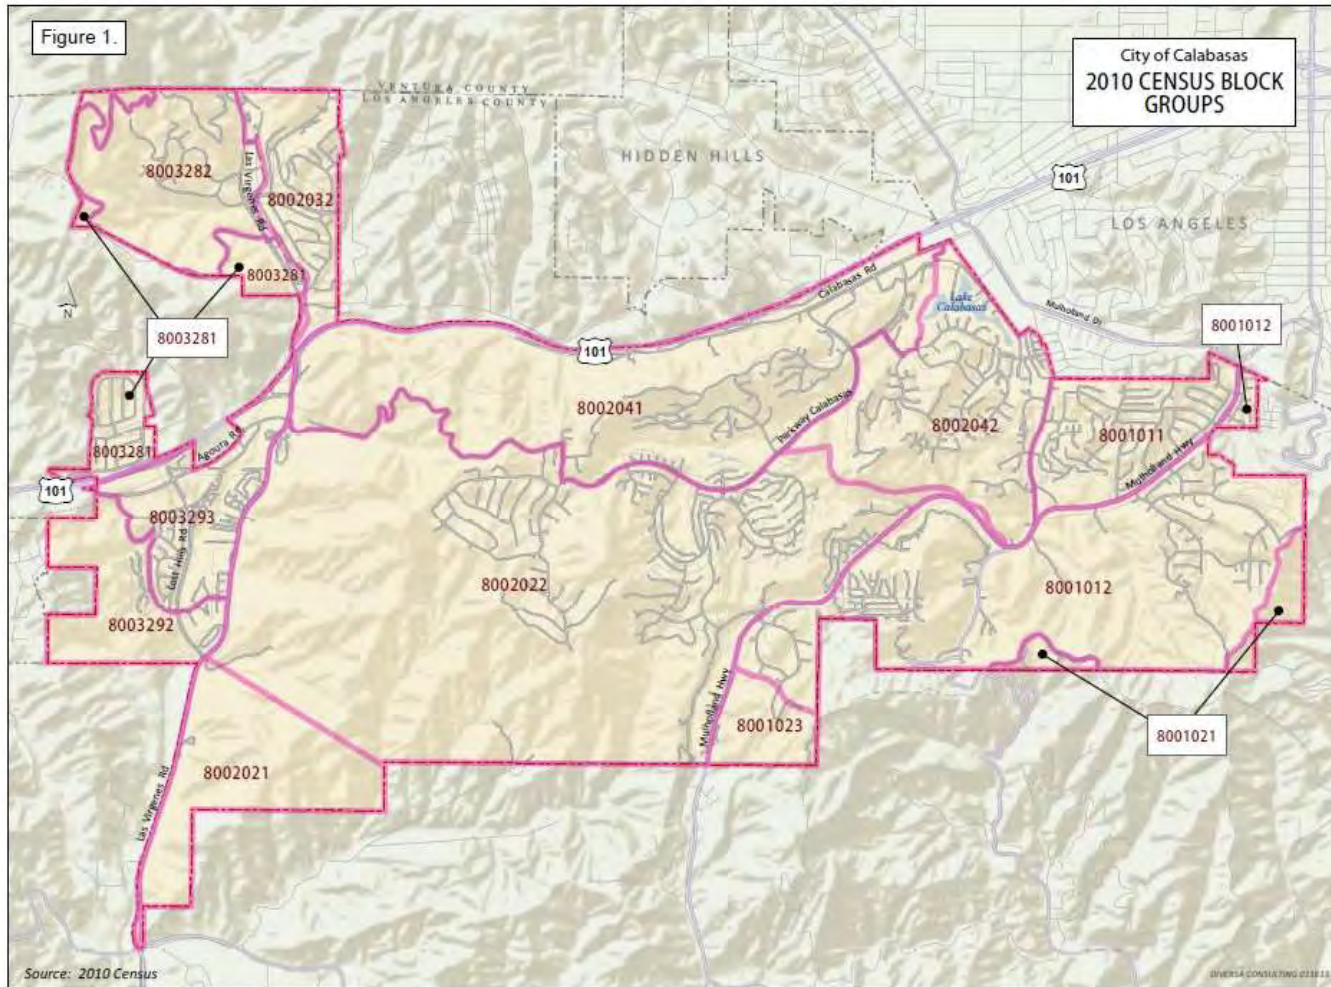 Figure 1.
City of Calabasas
2010 CENSUS BLOCK
GROUPS
VENTURA COUNTY
LOS ANGELES COUNTY
HIDDEN HILLS
101
LOS ANGELES
8003282
Las Virgenes Rd
8002032
8003281
8003281
N
Calabasas Rd
Lake
Calabasas
Mulholland Dr
8001012
101
8002041
Parkway Calabasas
8002042
8001011
Mulholland Hwy
8003281
Agoura Rd
101
8003293
Lost Hills Rd
8002022
8001012
8003292
Mulholland Hwy
8001023
8001021
8002021
Las Virgenes Rd
Source: 2010 Census